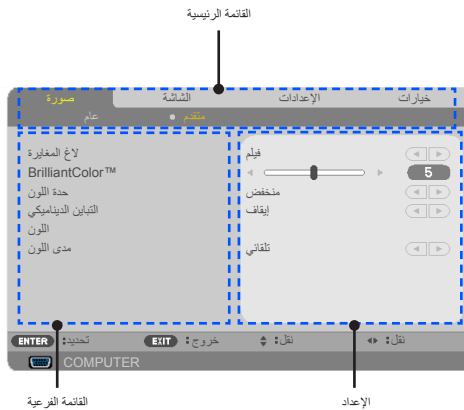 القائمة الرئيسية
صورة الشاشة الإعدادات خيارات
عام ● متقدم
لاغ المغايرة فيلم
BrilliantColor™ 5
حدة اللون منخفض
التباين الديناميكي إيقاف
اللون
مدى اللون تلقائي
ENTER تحديد: EXIT خروج: نقل: نقل:
COMPUTER
القائمة الفرعية الإعداد